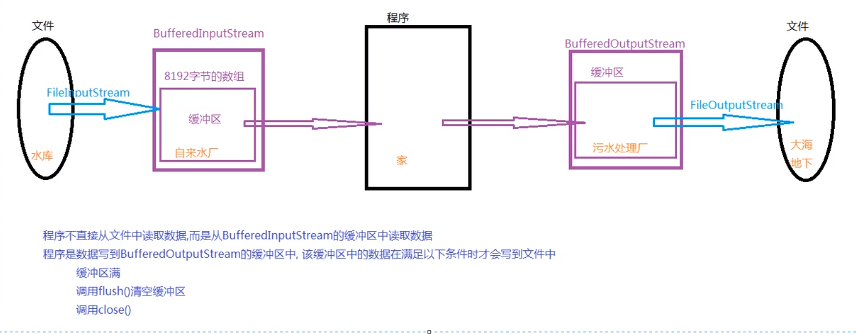 文件
BufferedInputStream
程序
BufferedOutputStream
文件
8192字节的数组
缓冲区
FileInputStream
FileOutputStream
缓冲区
自来水厂
水库
家
污水处理厂
大海
地下
程序不直接从文件中读取数据,而是从BufferedInputStream的缓冲区中读取数据
程序是数据写到BufferedOutputStream的缓冲区中, 该缓冲区中的数据在满足以下条件时才会写到文件中
缓冲区满
调用flush()清空缓冲区
调用close()